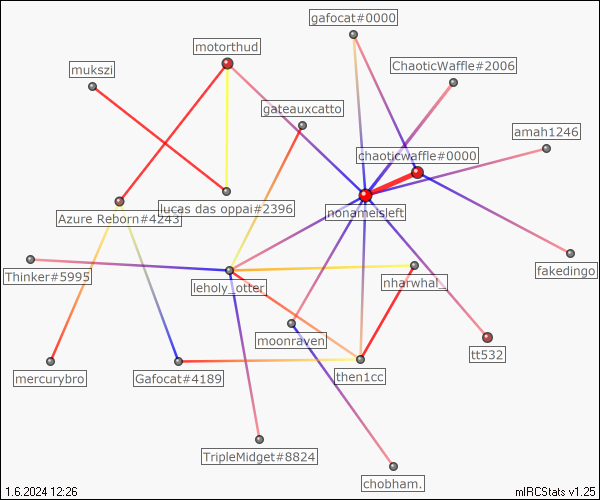 gafocat#0000
motorthud
ChaoticWaffle#2006
mukszi
gateauxcatto
amah1246
chaoticwaffle#0000
lucas das oppai#2396
nonameisleft
Azure Reborn#4243
fakedingo
Thinker#5995
nharwhal_
leholy_otter
moonraven
tt532
mercurybro
Gafocat#4189
then1cc
TripleMidget#8824
chobham.
1.6.2024 12:26
mIRCStats v1.25